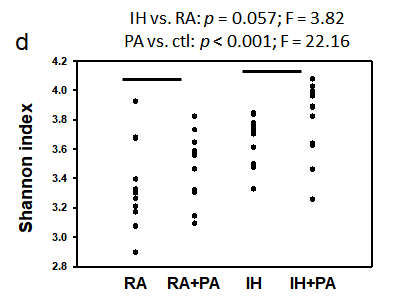 IH vs. RA: p = 0.057; F = 3.82
d PA vs. ctl: p < 0.001; F = 22.16
4.2
4.0
3.8
3.6
3.4
3.2
3.0
2.8
Shannon index
RA RA+PA IH IH+PA